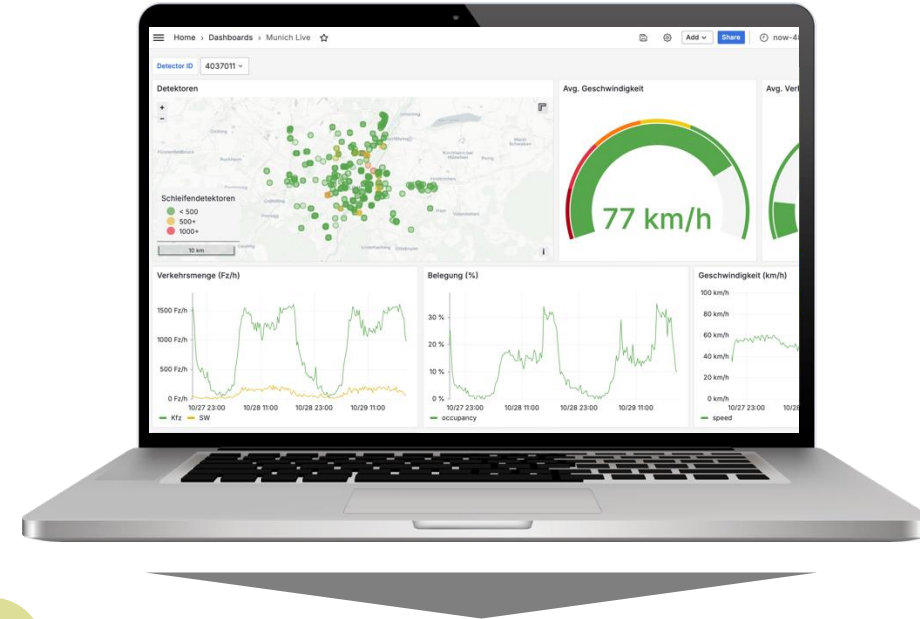 Home › Dashboards › Munich Live
Add
Share
Detector ID
4037011
Detektoren
+
−
Schleifendetektoren
< 500
500+
1000+
10 km
i
Avg. Geschwindigkeit
77 km/h
Verkehrsmenge (Fz/h)
1500 Fz/h
1000 Fz/h
500 Fz/h
0 Fz/h
10/27 23:00 10/28 11:00 10/28 23:00 10/29 11:00
Kfz SW
Belegung (%)
30 %
20 %
10 %
0 %
10/27 23:00 10/28 11:00 10/28 23:00 10/29 11:00
occupancy
Geschwindigkeit (km/h)
100 km/h
80 km/h
60 km/h
40 km/h
20 km/h
0 km/h
10/27 23:00
speed